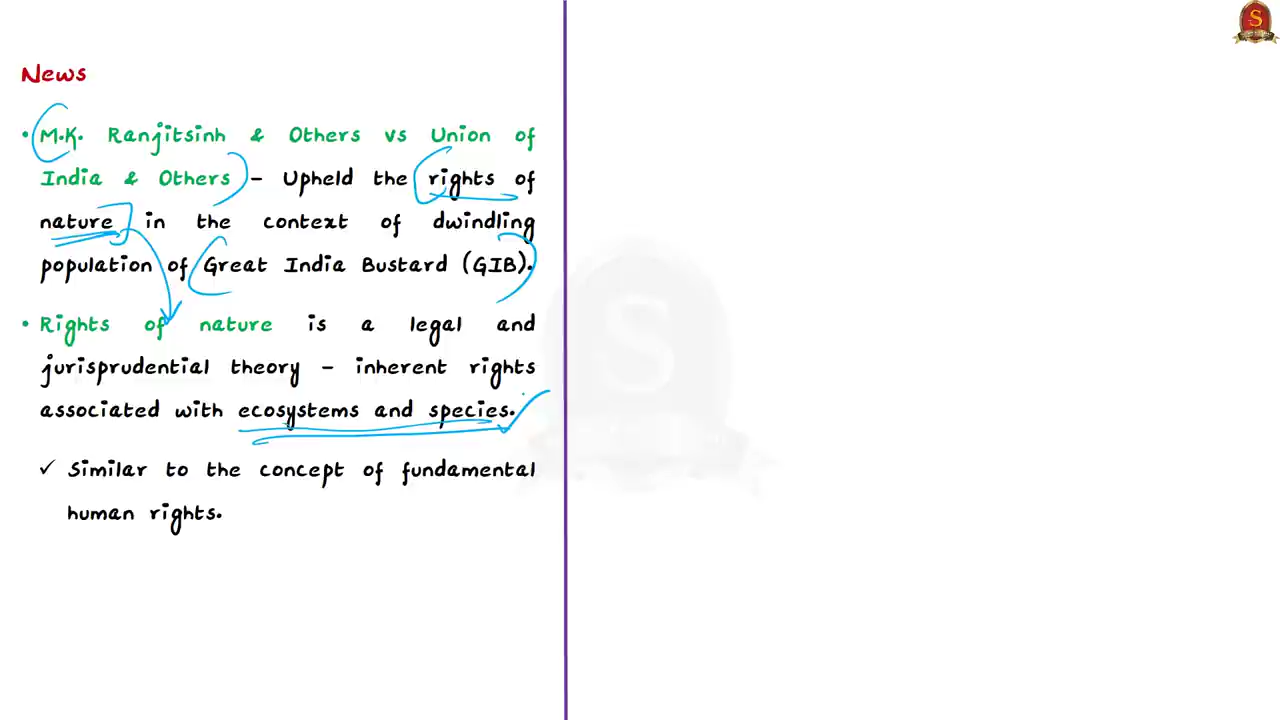 News
• M.K. Ranjitsinh & Others vs Union of
India & Others – Upheld the rights of
nature in the context of dwindling
population of Great India Bustard (GIB).
• Rights of nature is a legal and
jurisprudential theory – inherent rights
associated with ecosystems and species.
✓ Similar to the concept of fundamental
human rights.
S
S